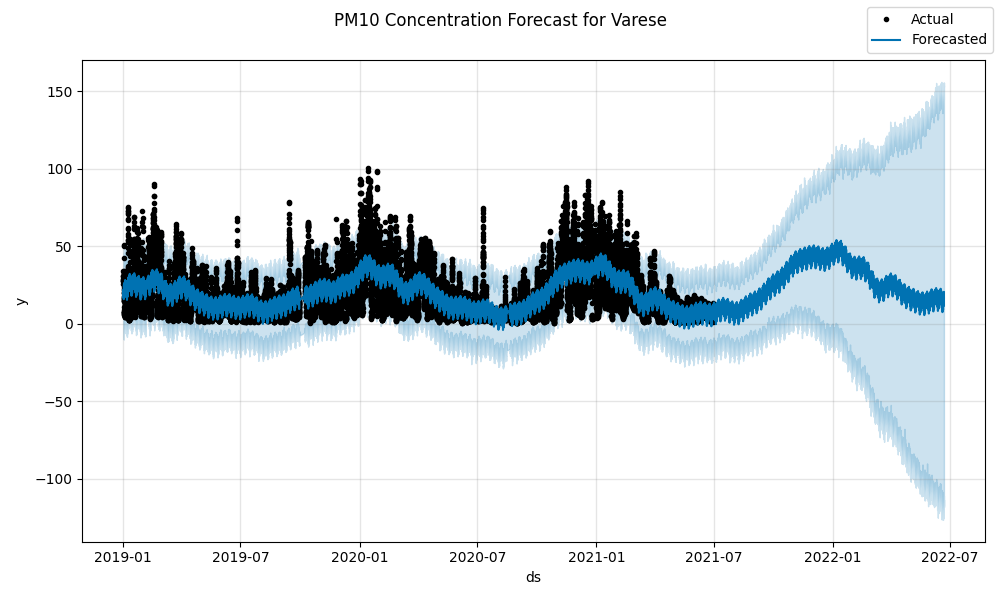 PM10 Concentration Forecast for Varese
Actual
Forecasted
y
150
100
50
0
−50
−100
2019-01 2019-07 2020-01 2020-07 2021-01 2021-07 2022-01 2022-07
ds